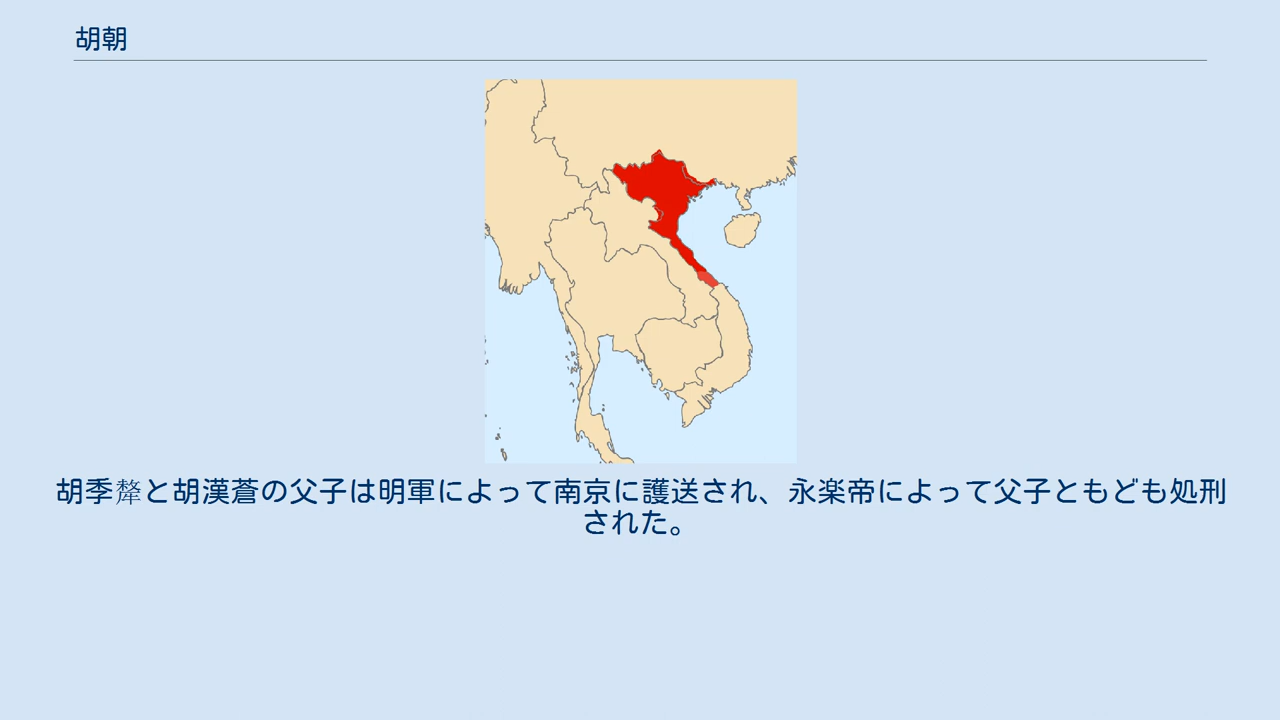 胡朝
胡季犛と胡漢蒼の父子は明軍によって南京に護送され、永楽帝によって父子ともども処刑
された。